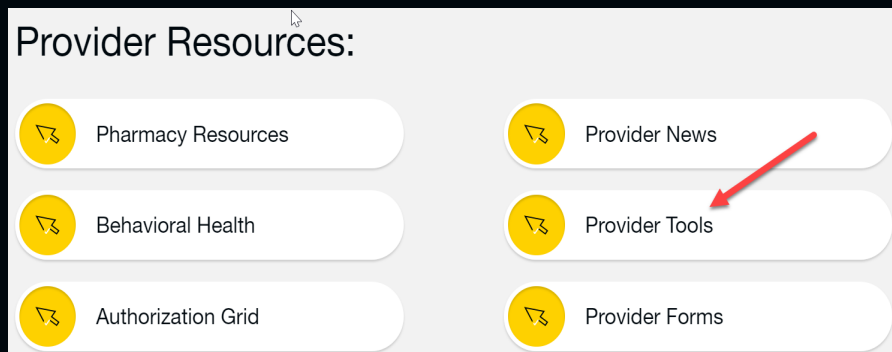 Provider Resources:
Pharmacy Resources
Provider News
Behavioral Health
Provider Tools
Authorization Grid
Provider Forms